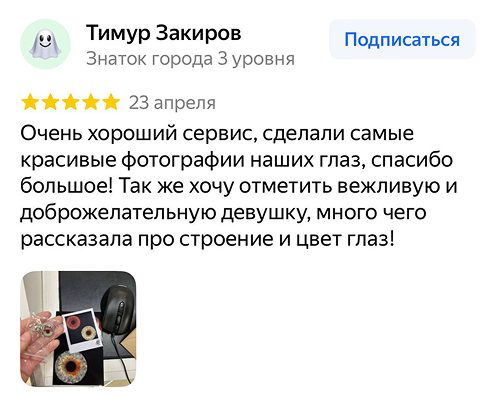 Тимур Закиров
Подписаться
Знаток города 3 уровня
23 апреля
Очень хороший сервис, сделали самые
красивые фотографии наших глаз, спасибо
большое! Так же хочу отметить вежливую и
доброжелательную девушку, много чего
рассказала про строение и цвет глаз!